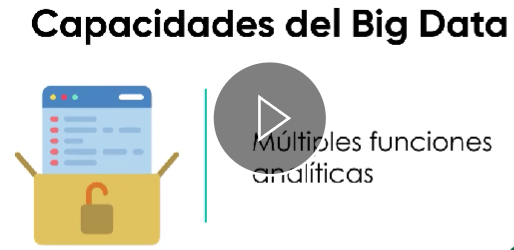 Capacidades del Big Data
Múltiples funciones
analíticas